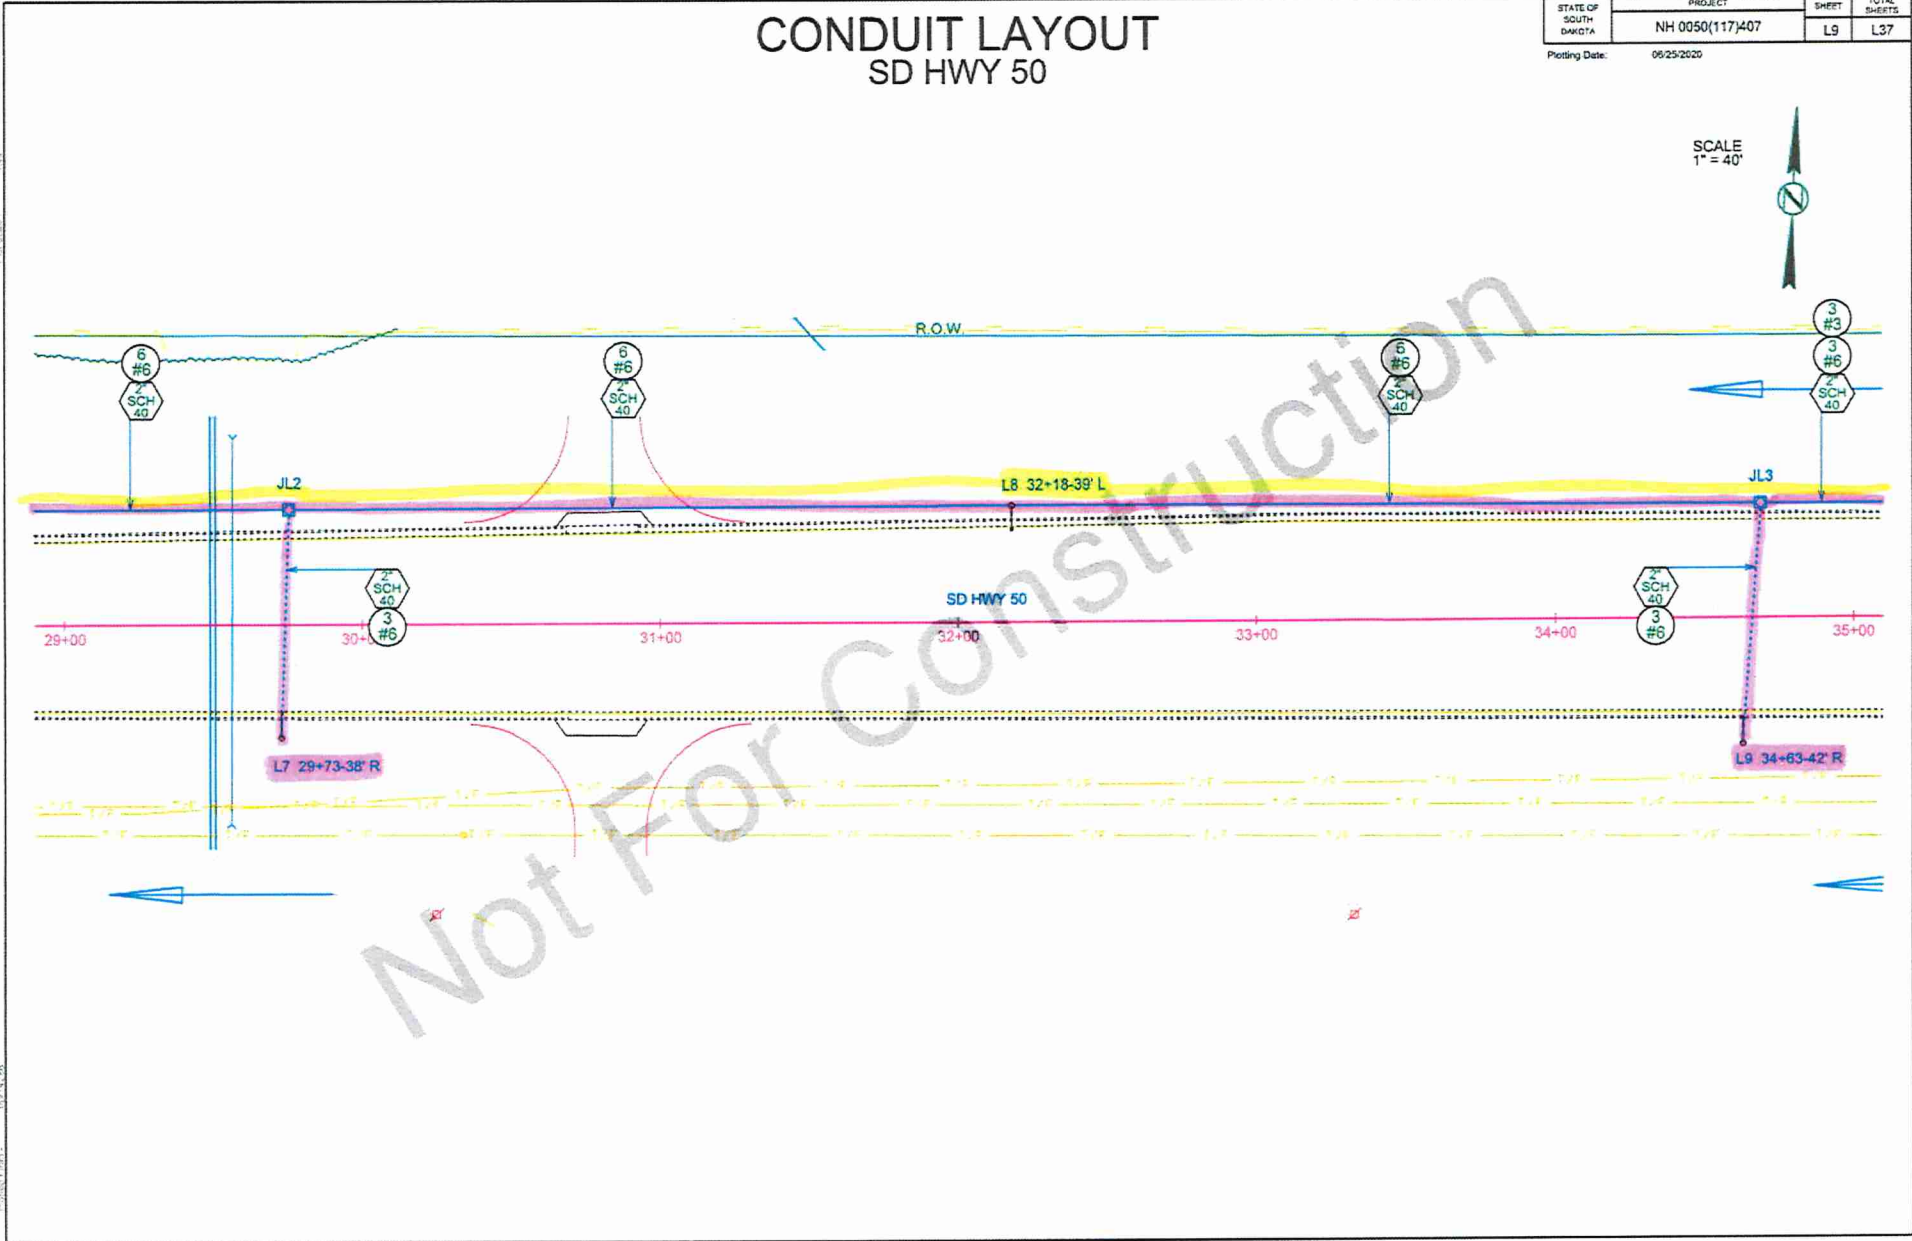 CONDUIT LAYOUT
SD HWY 50
STATE OF
SOUTH
DAKOTA
PROJECT
NH 0050(117)407
SHEET
L9
TOTAL
SHEETS
L37
Plotting Date: 06/25/2020
SCALE
1" = 40'
N
R.O.W.
6
#6
2"
SCH
40
6
#6
2"
SCH
40
6
#6
2"
SCH
40
3
#3
3
#6
2"
SCH
40
JL2
L8 32+18-39' L
JL3
2"
SCH
40
3
#6
SD HWY 50
2"
SCH
40
3
#6
29+00
30+0
31+00
32+00
33+00
34+00
35+00
L7 29+73-38' R
L9 34+63-42' R
Not For Construction